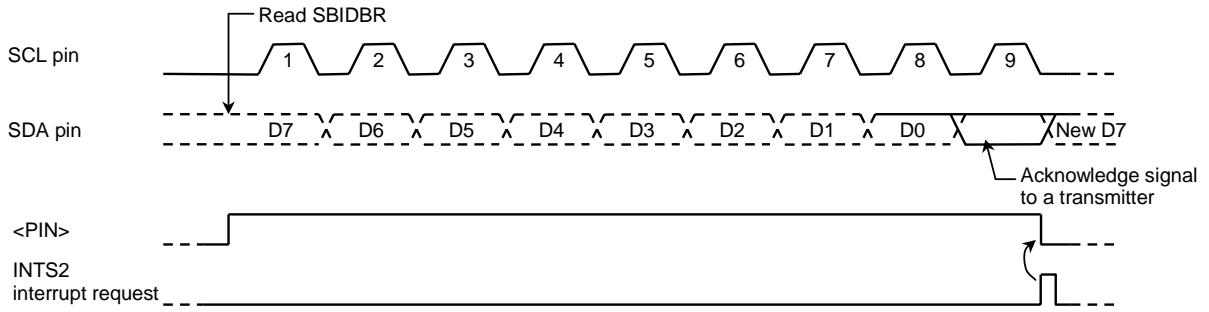 Read SBIDBR
SCL pin
1 2 3 4 5 6 7 8 9
SDA pin
D7 D6 D5 D4 D3 D2 D1 D0 New D7
Acknowledge signal
to a transmitter
<PIN>
INTS2
interrupt request